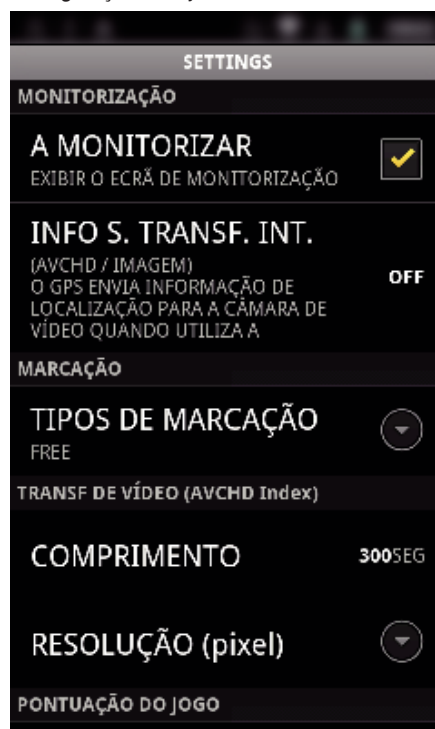 SETTINGS
MONITORIZAÇÃO
A MONITORIZAR
EXIBIR O ECRÃ DE MONITORIZAÇÃO
INFO S. TRANSF. INT.
(AVCHD / IMAGEM)
O GPS ENVIA INFORMAÇÃO DE
LOCALIZAÇÃO PARA A CÂMARA DE
VÍDEO QUANDO UTILIZA A
OFF
MARCAÇÃO
TIPOS DE MARCAÇÃO
FREE
TRANSF DE VÍDEO (AVCHD Index)
COMPRIMENTO
300SEG
RESOLUÇÃO (pixel)
PONTUAÇÃO DO JOGO